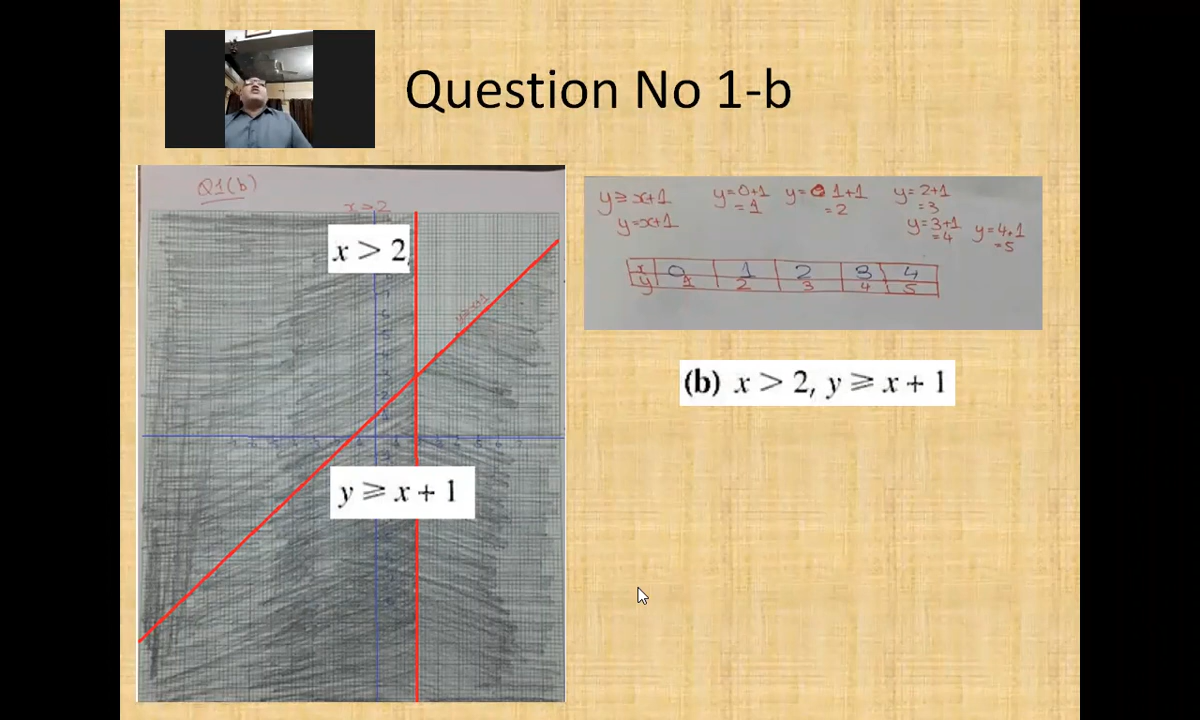 Question No 1-b
Q1(b)
x > 2
x > 2,
y=x+1
y ⩾ x + 1
y ≥ x+1
y=x+1
y=0+1
=1
y= 1+1
=2
y= 2+1
=3
y= 3+1
=4
y= 4+1
=5
x 0 1 2 3 4
y 1 2 3 4 5
(b) x > 2, y ⩾ x + 1